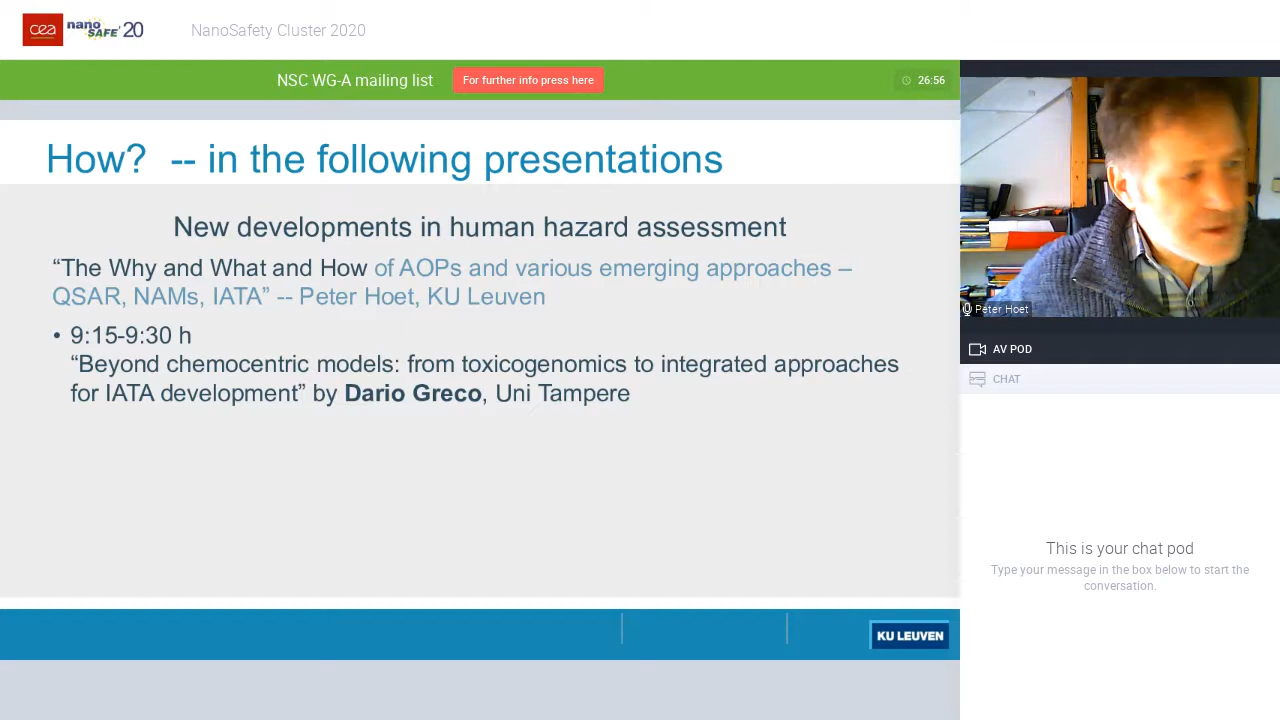 cea nano SAFE' 20
NanoSafety Cluster 2020
NSC WG-A mailing list
For further info press here
26:56
How? -- in the following presentations
New developments in human hazard assessment
“The Why and What and How of AOPs and various emerging approaches –
QSAR, NAMs, IATA” -- Peter Hoet, KU Leuven
• 9:15-9:30 h
“Beyond chemocentric models: from toxicogenomics to integrated approaches
for IATA development” by Dario Greco, Uni Tampere
KU LEUVEN
Peter Hoet
AV POD
CHAT
This is your chat pod
Type your message in the box below to start the
conversation.